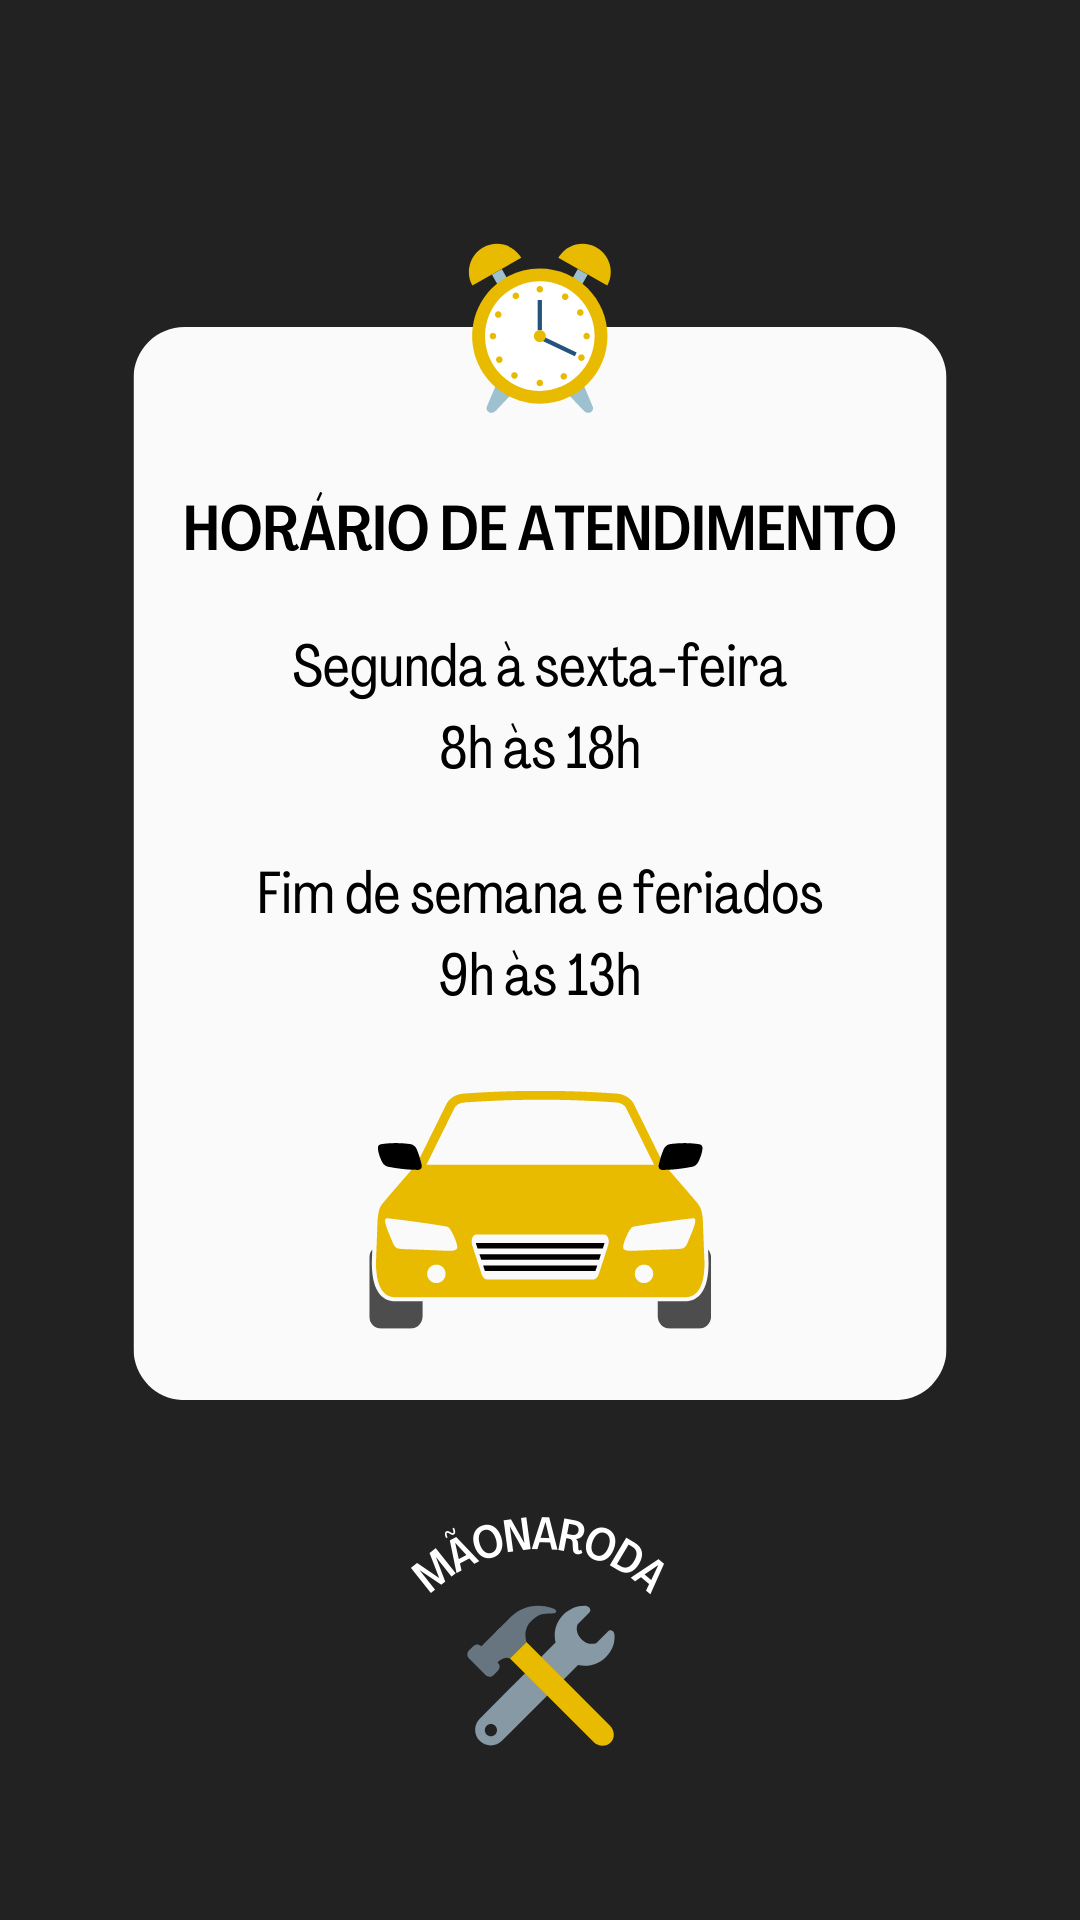 HORÁRIO DE ATENDIMENTO
Segunda à sexta-feira
8h às 18h
Fim de semana e feriados
9h às 13h
MÃONARODA